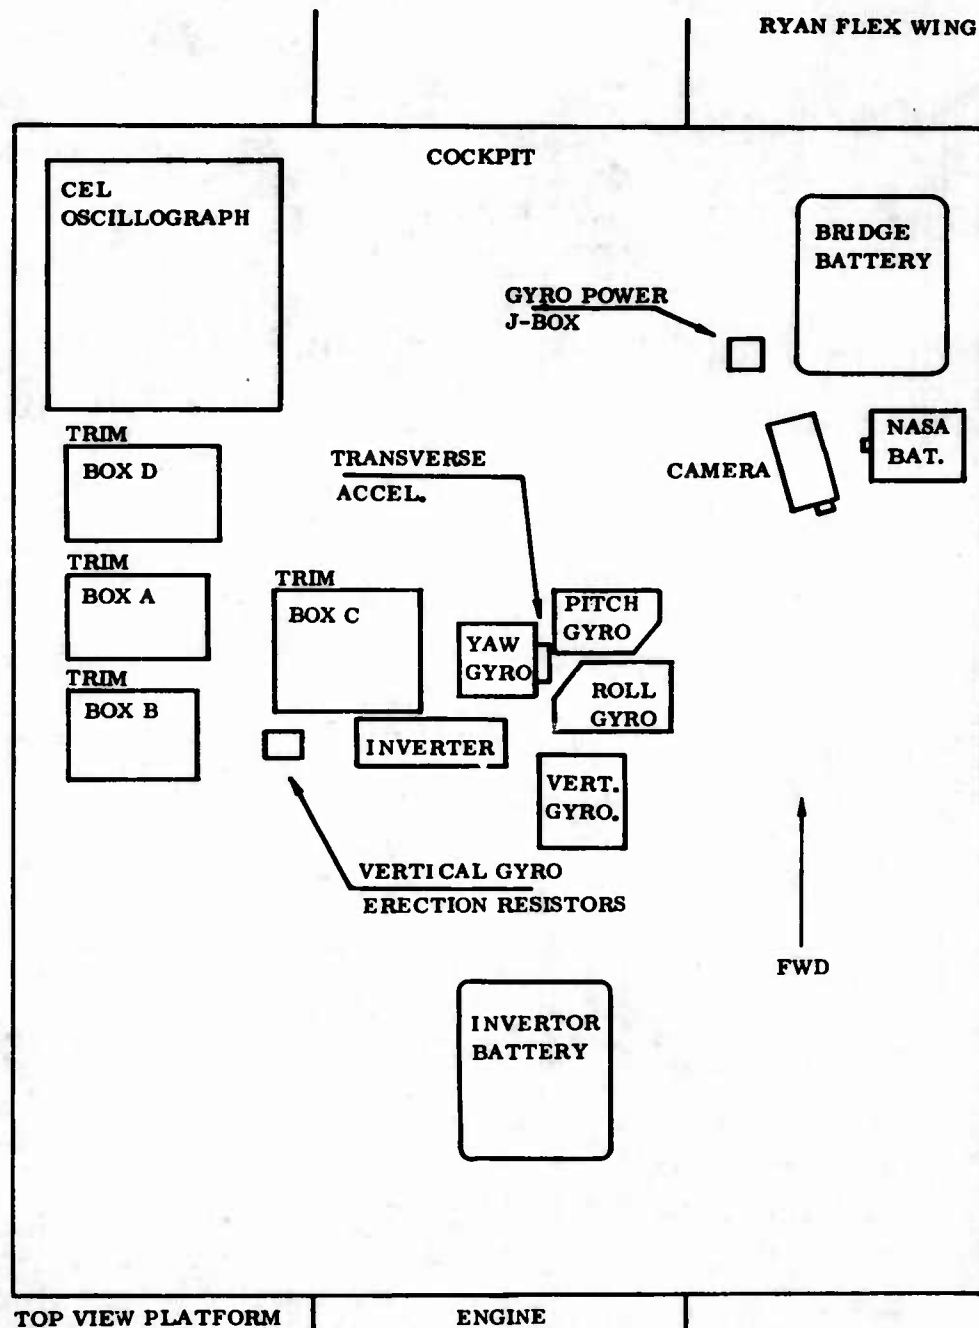 RYAN FLEX WING
COCKPIT
CEL
OSCILLOGRAPH
BRIDGE
BATTERY
GYRO POWER
J-BOX
TRIM
BOX D
TRANSVERSE
ACCEL.
CAMERA
NASA
BAT.
TRIM
BOX A
TRIM
BOX C
PITCH
GYRO
YAW
GYRO
TRIM
BOX B
ROLL
GYRO
INVERTER
VERT.
GYRO.
VERTICAL GYRO
ERECTION RESISTORS
FWD
INVERTOR
BATTERY
TOP VIEW PLATFORM
ENGINE